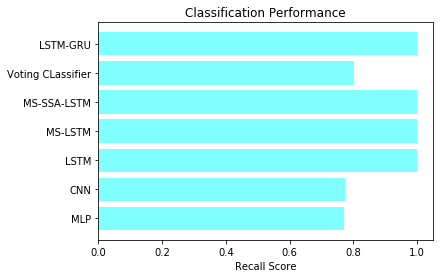 Classification Performance
LSTM-GRU
Voting CLassifier
MS-SSA-LSTM
MS-LSTM
LSTM
CNN
MLP
0.0 0.2 0.4 0.6 0.8 1.0
Recall Score